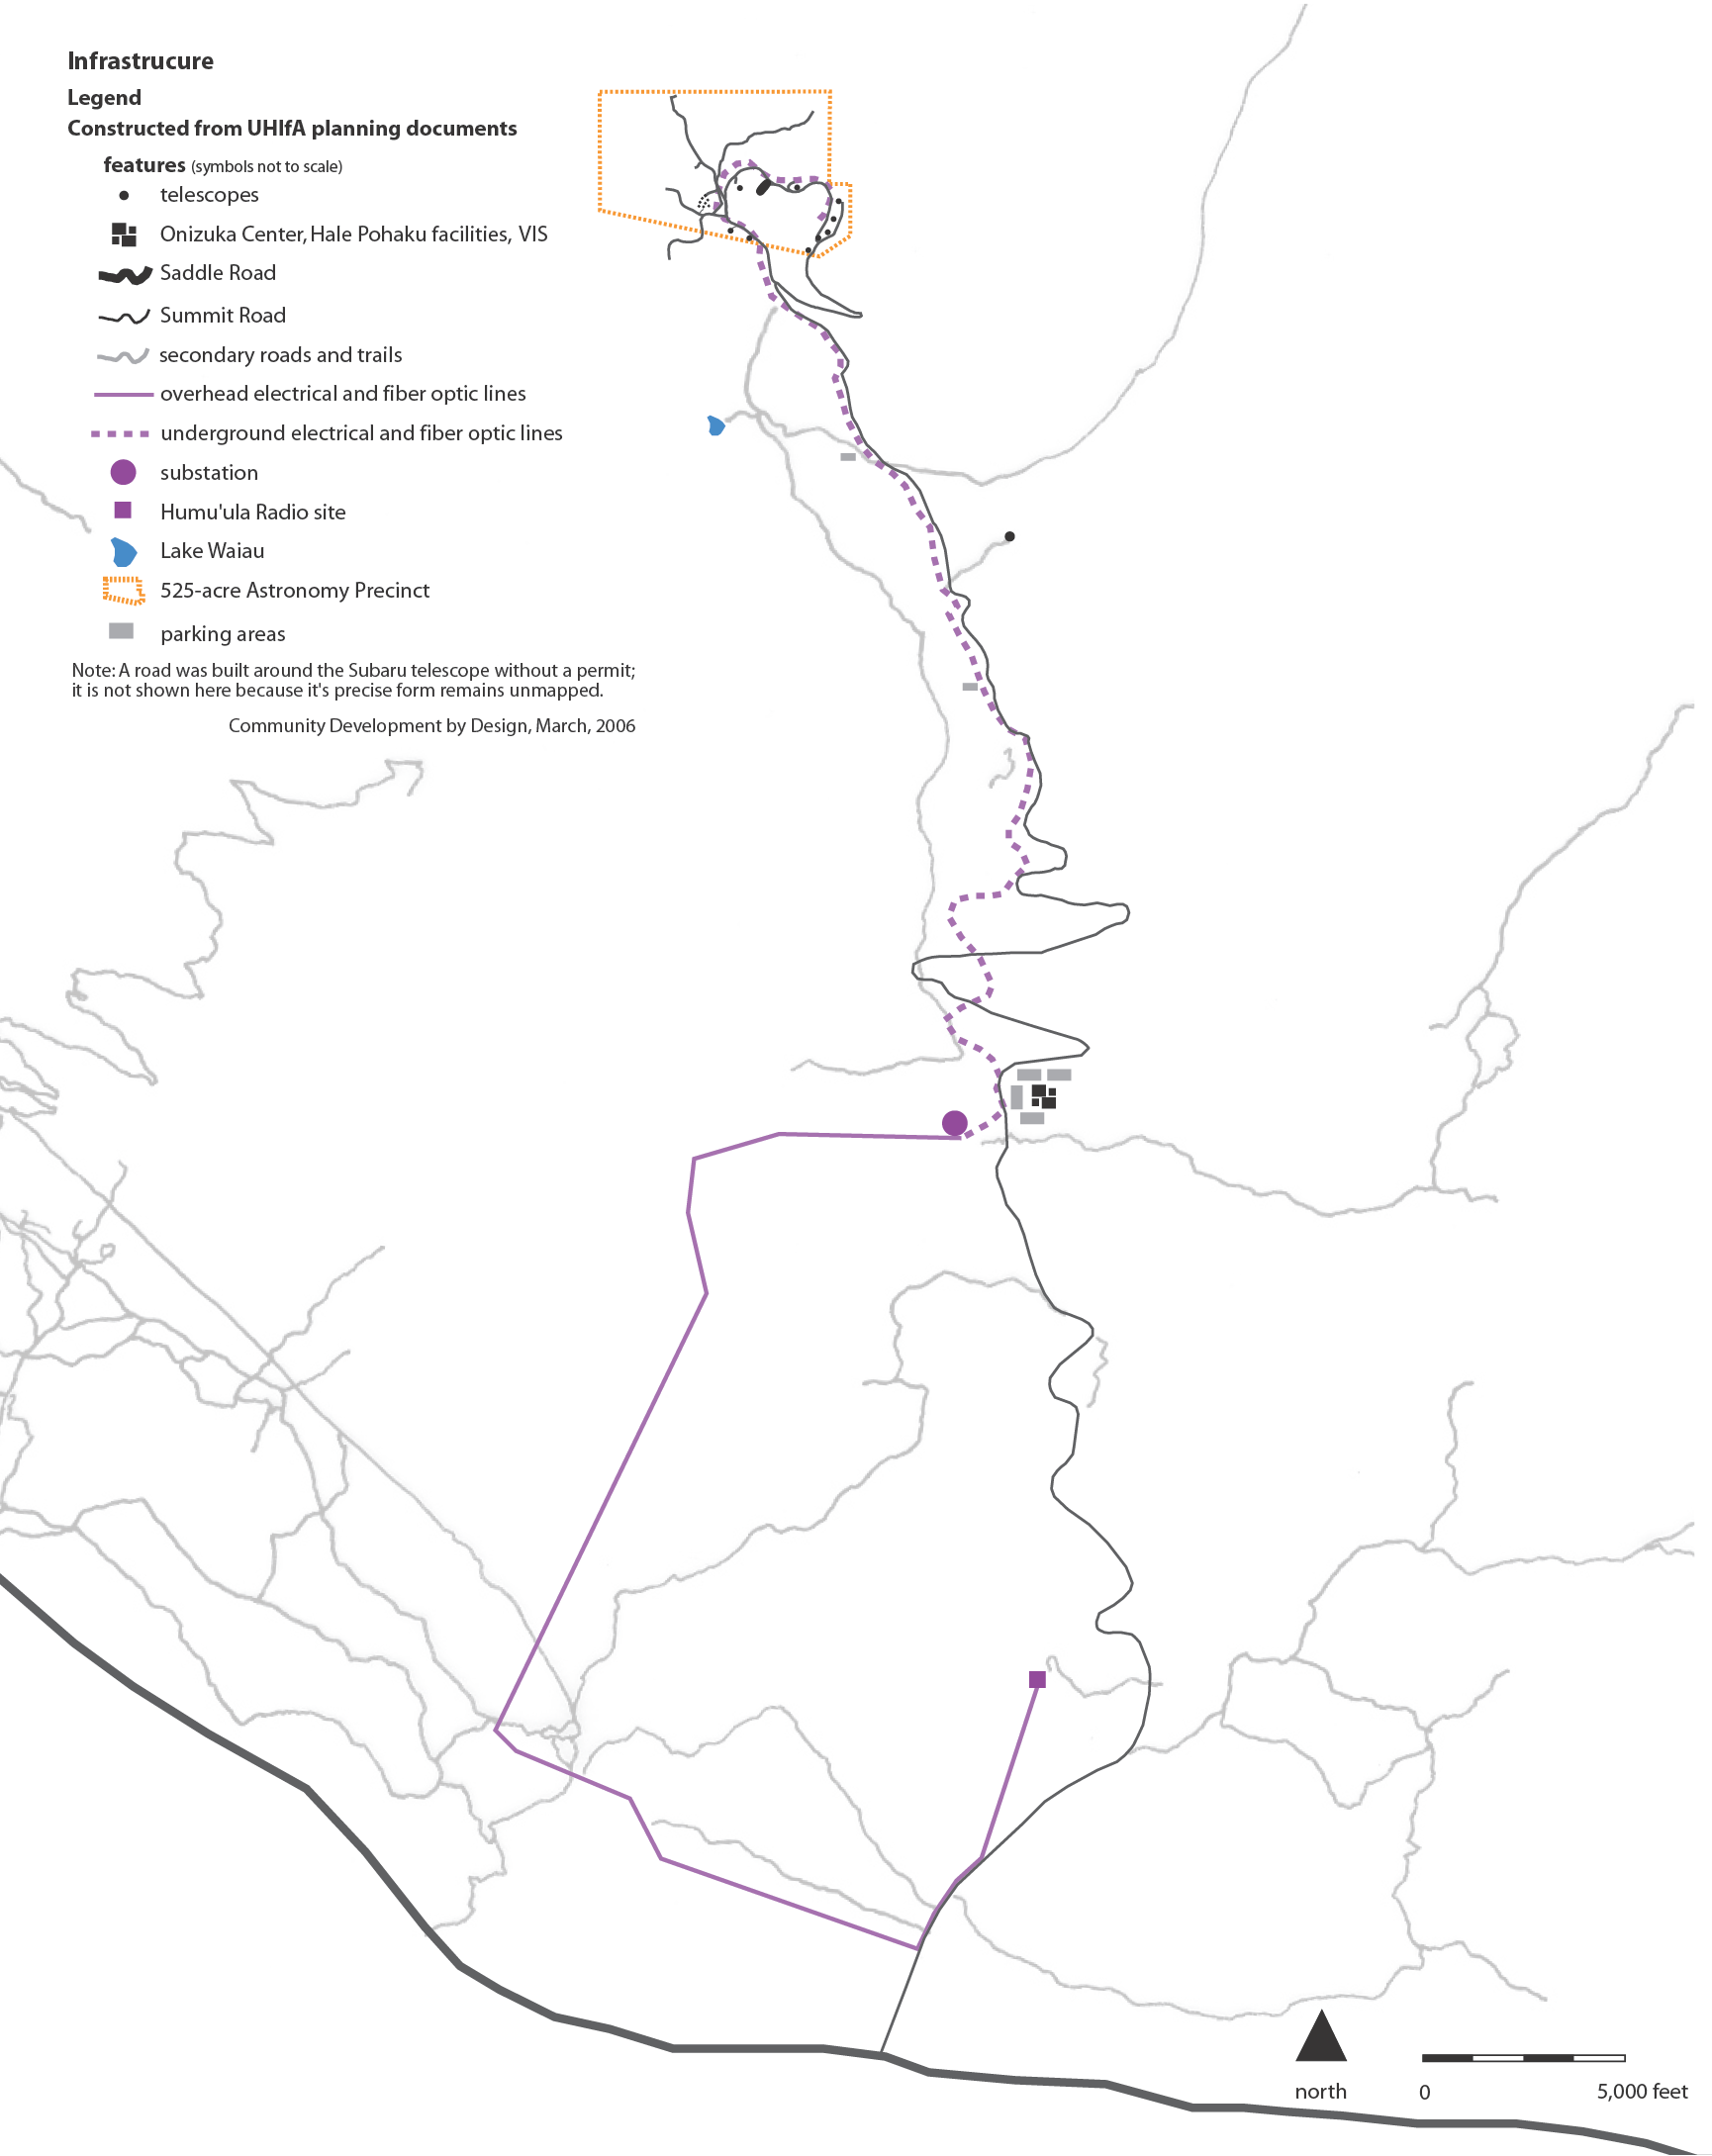 Infrastrucure
Legend
Constructed from UHIfA planning documents
features (symbols not to scale)
telescopes
Onizuka Center, Hale Pohaku facilities, VIS
Saddle Road
Summit Road
secondary roads and trails
overhead electrical and fiber optic lines
underground electrical and fiber optic lines
substation
Humu'ula Radio site
Lake Waiau
525-acre Astronomy Precinct
parking areas
Note: A road was built around the Subaru telescope without a permit;
it is not shown here because it's precise form remains unmapped.
Community Development by Design, March, 2006
north
0
5,000 feet